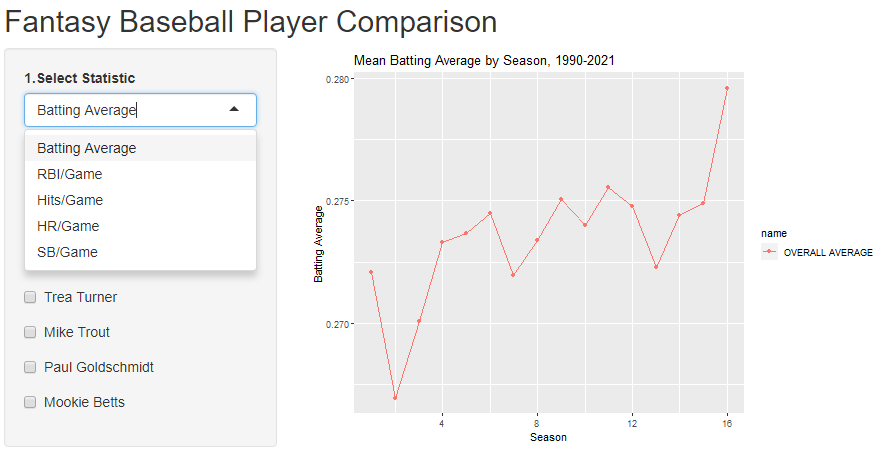 Fantasy Baseball Player Comparison
1.Select Statistic
Batting Average
Batting Average
RBI/Game
Hits/Game
HR/Game
SB/Game
Trea Turner
Mike Trout
Paul Goldschmidt
Mookie Betts
Mean Batting Average by Season, 1990-2021
Batting Average
0.280
0.275
0.270
4 8 12 16
Season
name
OVERALL AVERAGE